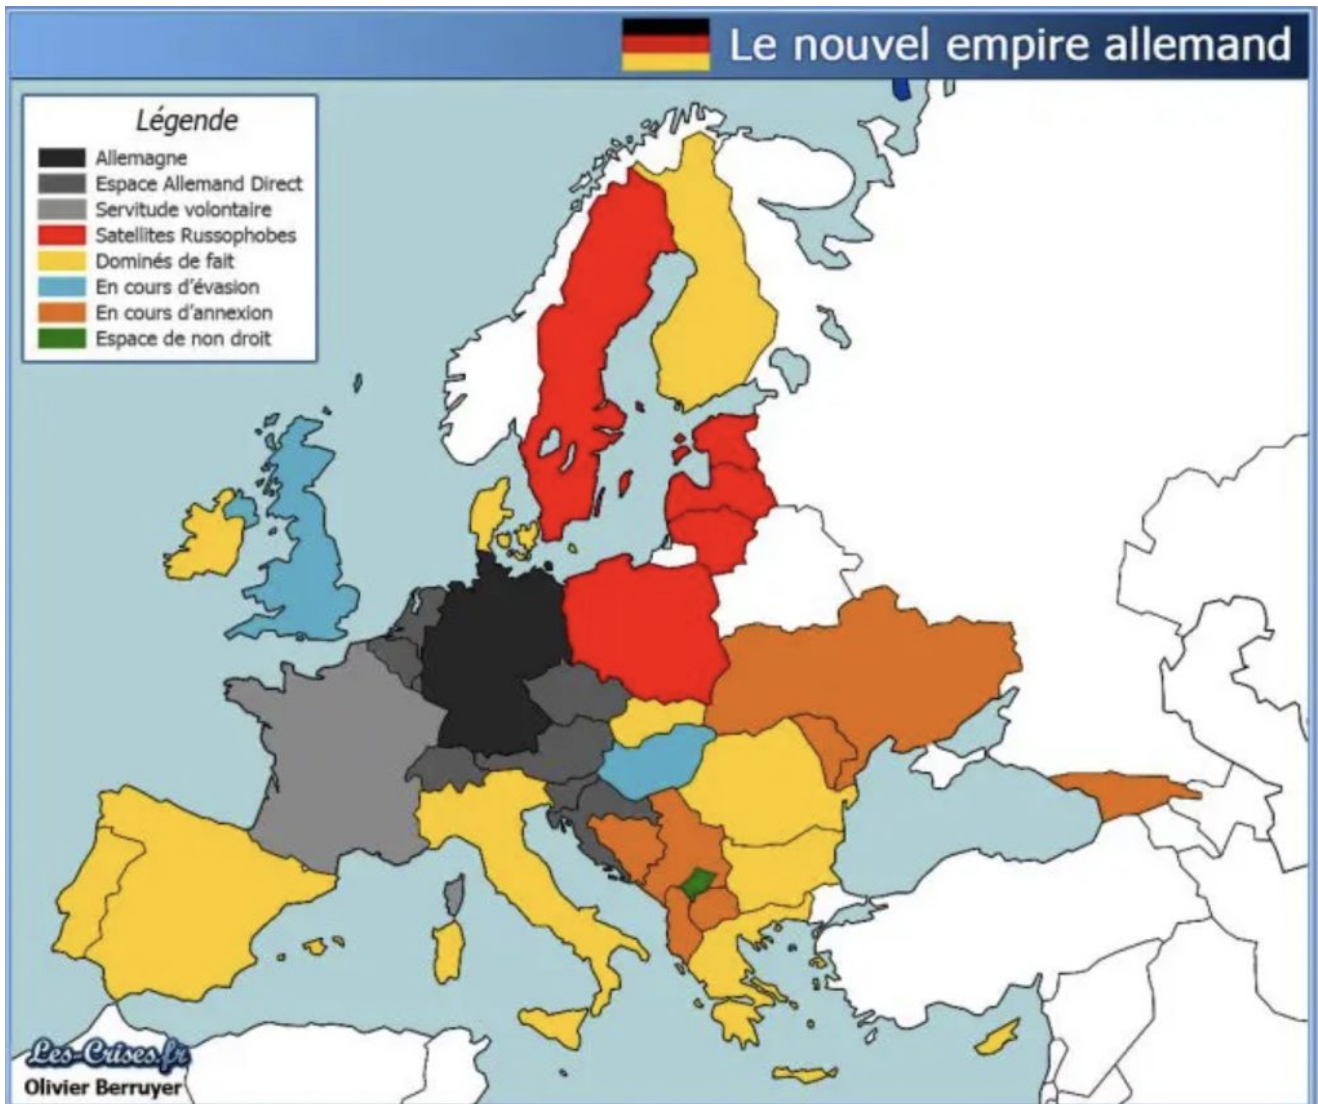 Le nouvel empire allemand
Légende
Allemagne
Espace Allemand Direct
Servitude volontaire
Satellites Russophobes
Dominés de fait
En cours d'évasion
En cours d'annexion
Espace de non droit
Les-Crises.fr
Olivier Berruyer